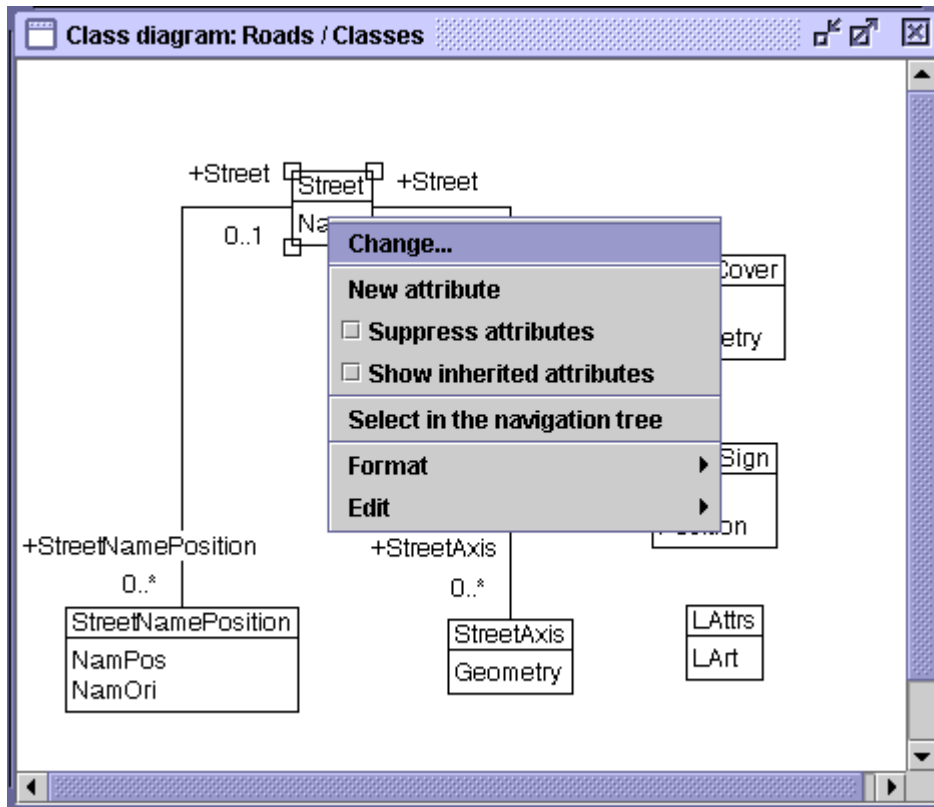 Class diagram: Roads / Classes
+Street
Street
+Street
0..1
Change...
New attribute
Suppress attributes
Show inherited attributes
Select in the navigation tree
Format
Edit
etry
Sign
+StreetNamePosition
+StreetAxis
0..*
0..*
StreetNamePosition
NamPos
NamOri
StreetAxis
Geometry
LAttrs
LArt